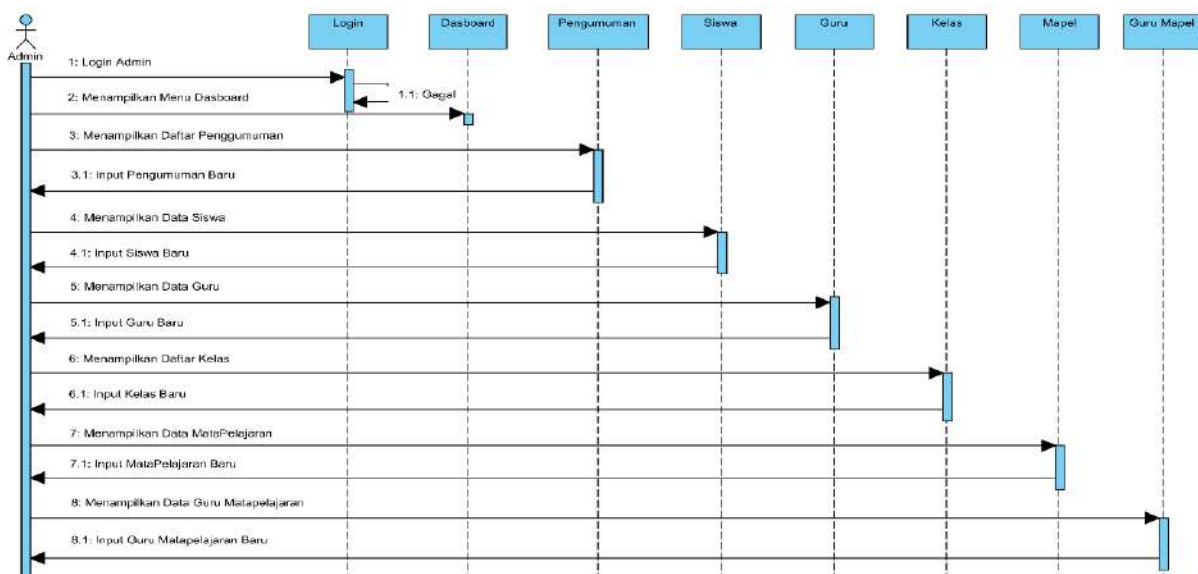 Login
Dasboard
Pengumuman
Siswa
Guru
Kelas
Mapel
Guru Mapel
Admin
1: Login Admin
1.1: Gagal
2: Menampilkan Menu Dasboard
3: Menampilkan Daftar Penggumuman
3.1: Input Pengumuman Baru
4: Menampilkan Data Siswa
4.1: Input Siswa Baru
5: Menampilkan Data Guru
5.1: Input Guru Baru
6: Menampilkan Daftar Kelas
6.1: Input Kelas Baru
7: Menampilkan Data MataPelajaran
7.1: Input MataPelajaran Baru
8: Menampilkan Data Guru Matapelajaran
8.1: Input Guru Matapelajaran Baru